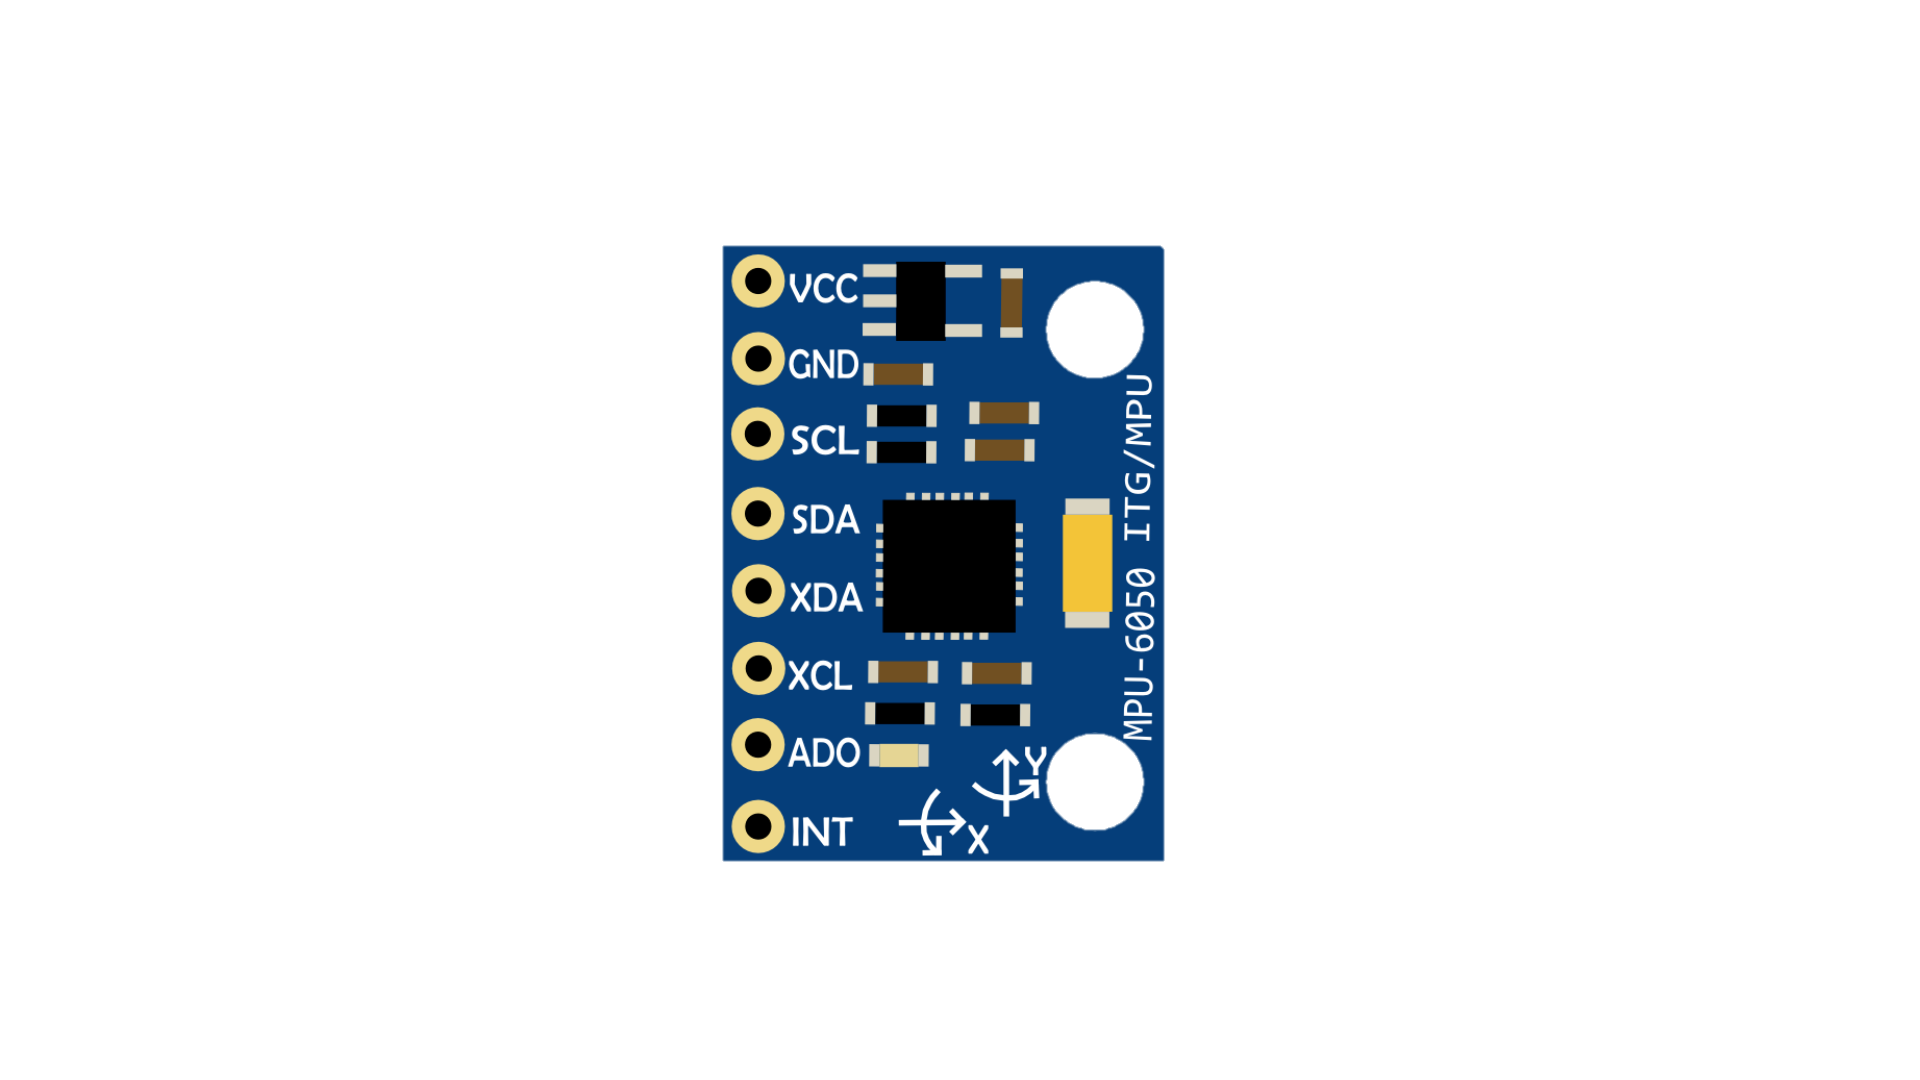 VCC
GND
SCL
SDA
XDA
XCL
ADO
INT
X
Y
MPU-6050 ITG/MPU